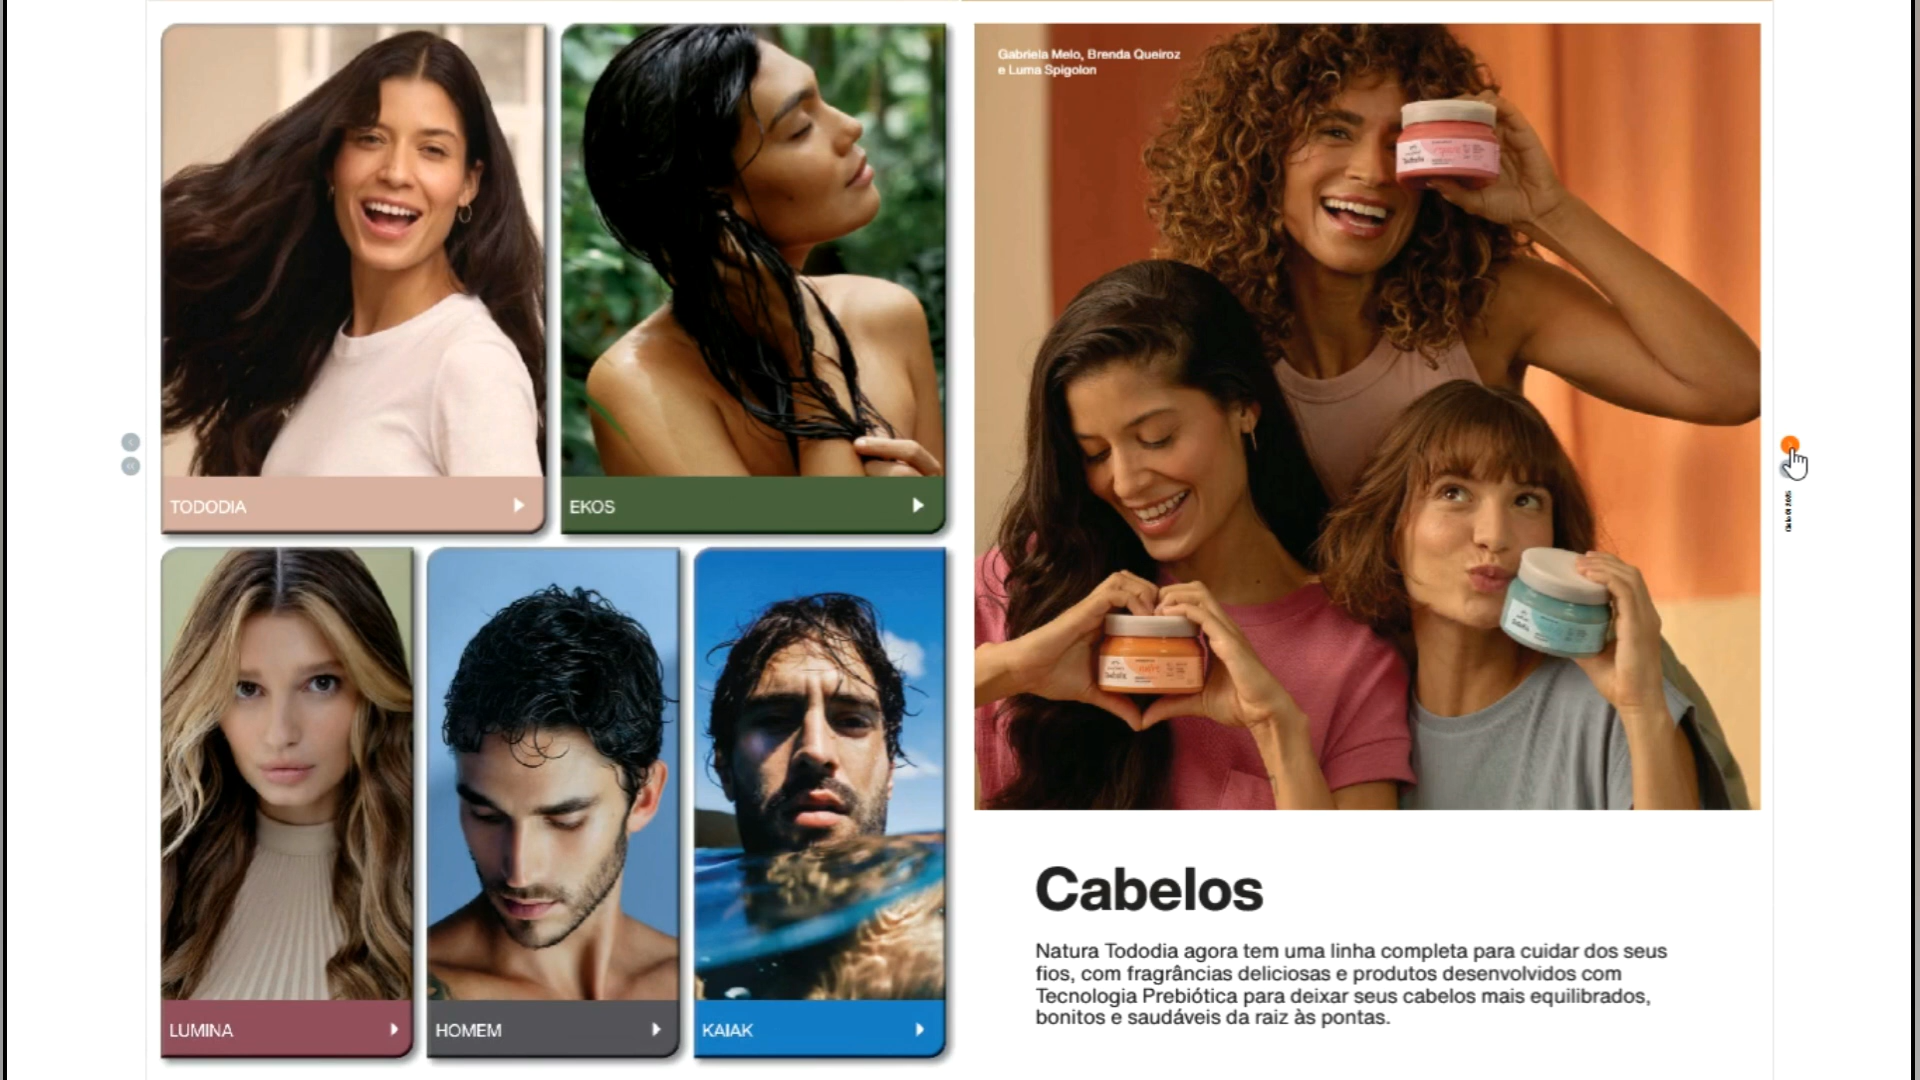 TODODIA
EKOS
LUMINA
HOMEM
KAIAK
Gabriela Melo, Brenda Queiroz
e Luma Spigolon
Cabelos
Natura Tododia agora tem uma linha completa para cuidar dos seus
fios, com fragrâncias deliciosas e produtos desenvolvidos com
Tecnologia Prebiótica para deixar seus cabelos mais equilibrados,
bonitos e saudáveis da raiz às pontas.